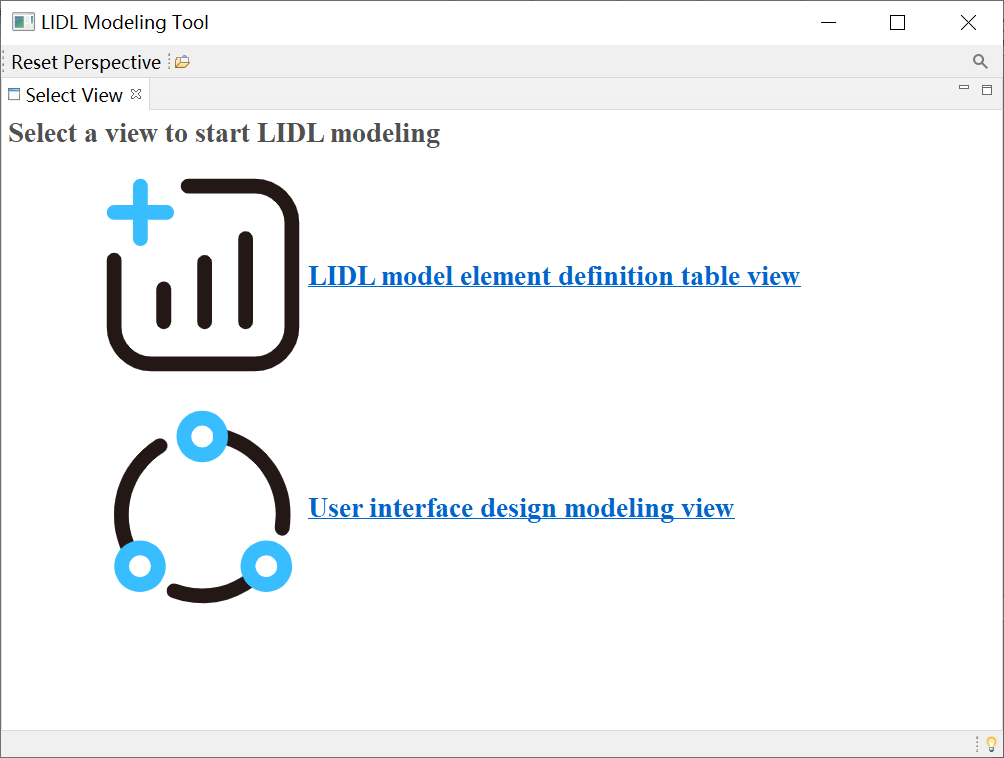 LIDL Modeling Tool
Reset Perspective
Select View
Select a view to start LIDL modeling
LIDL model element definition table view
User interface design modeling view